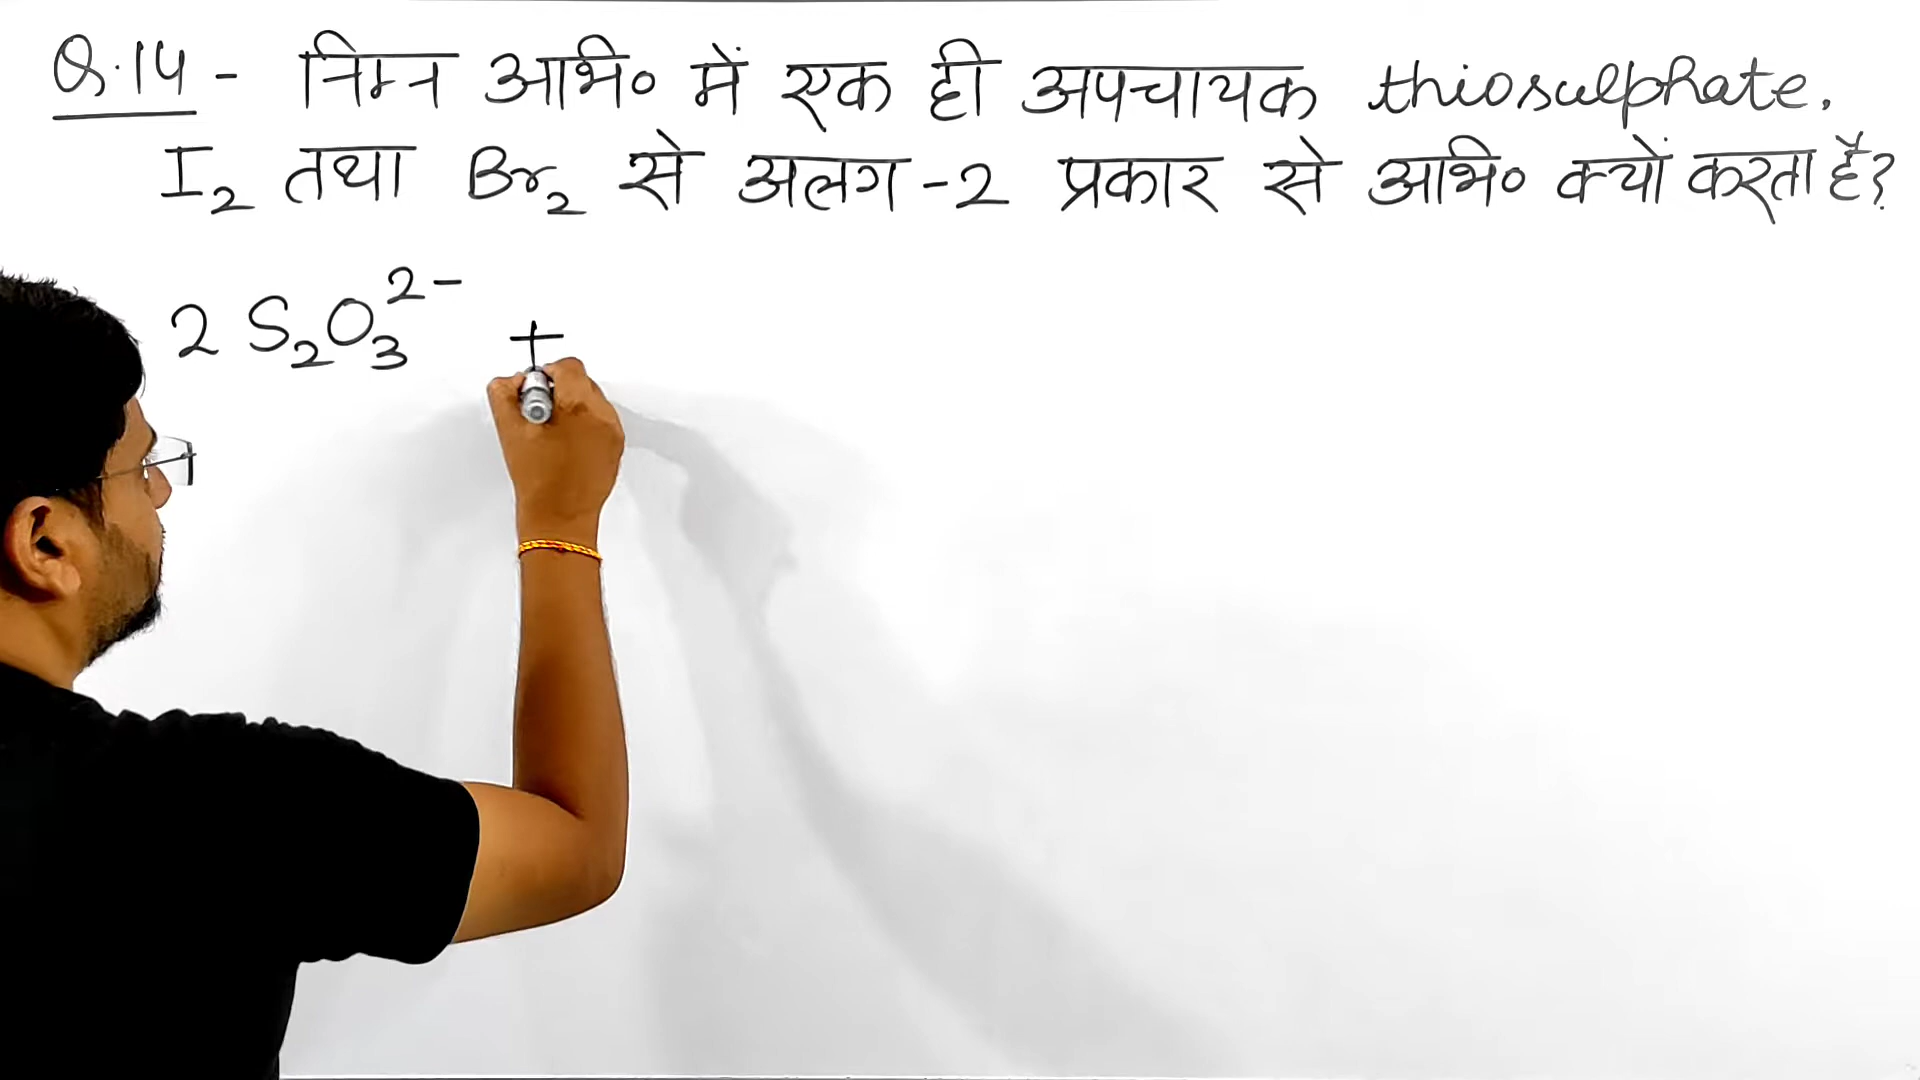 Q.14 - निम्न अभि० में एक ही अपचायक thiosulphate.
I₂ तथा Br₂ से अलग-2 प्रकार से अभि० क्यों करता है?
2 S₂O₃²⁻ +